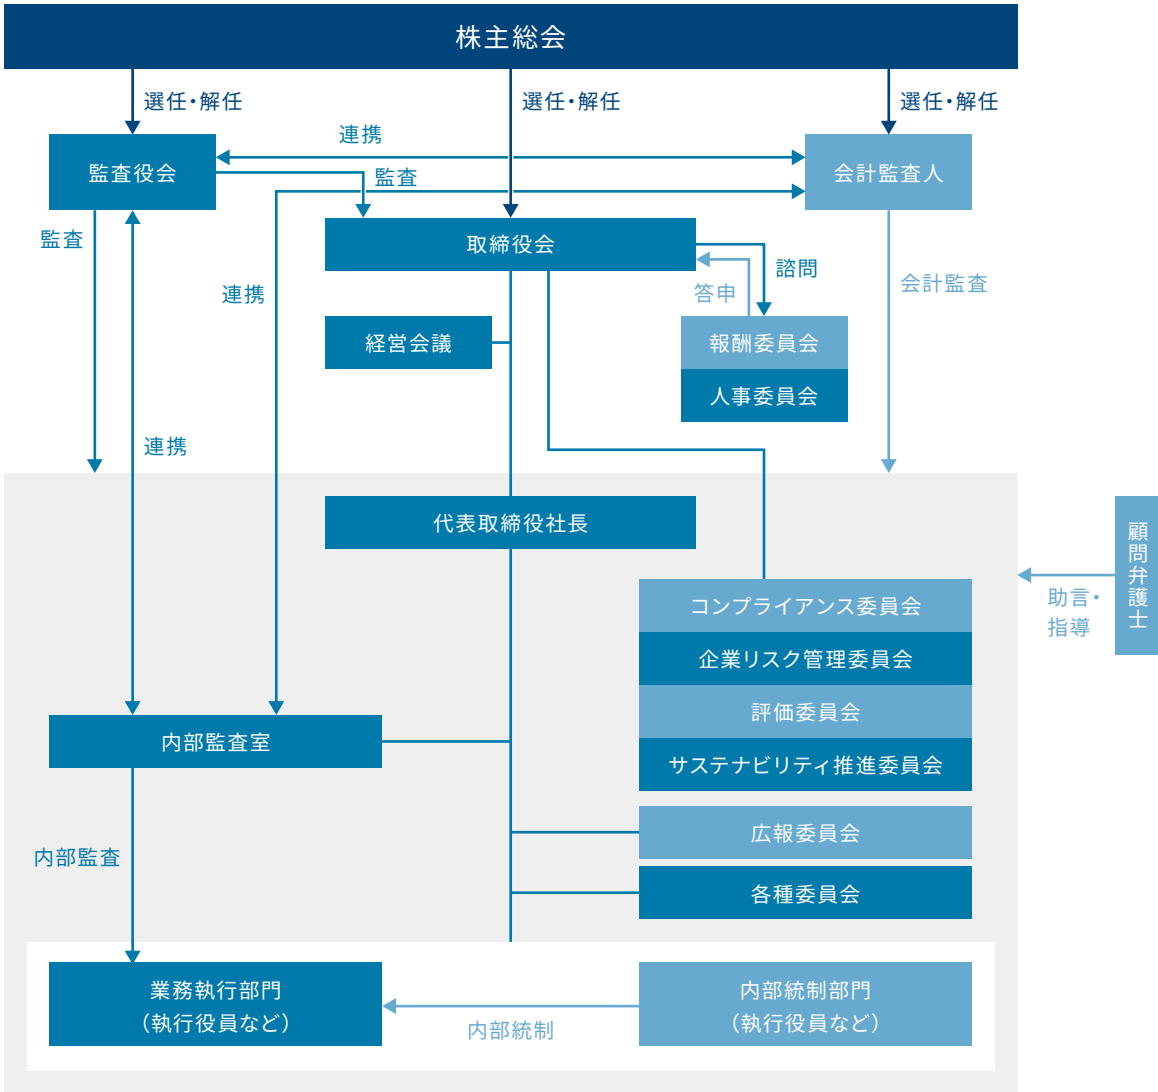 株主総会
選任・解任
選任・解任
選任・解任
連携
監査役会
監査
会計監査人
監査
取締役会
諮問
連携
答申
会計監査
経営会議
報酬委員会
人事委員会
連携
代表取締役社長
顧問弁護士
助言・
指導
コンプライアンス委員会
企業リスク管理委員会
評価委員会
内部監査室
サステナビリティ推進委員会
広報委員会
内部監査
各種委員会
業務執行部門
（執行役員など）
内部統制
内部統制部門
（執行役員など）